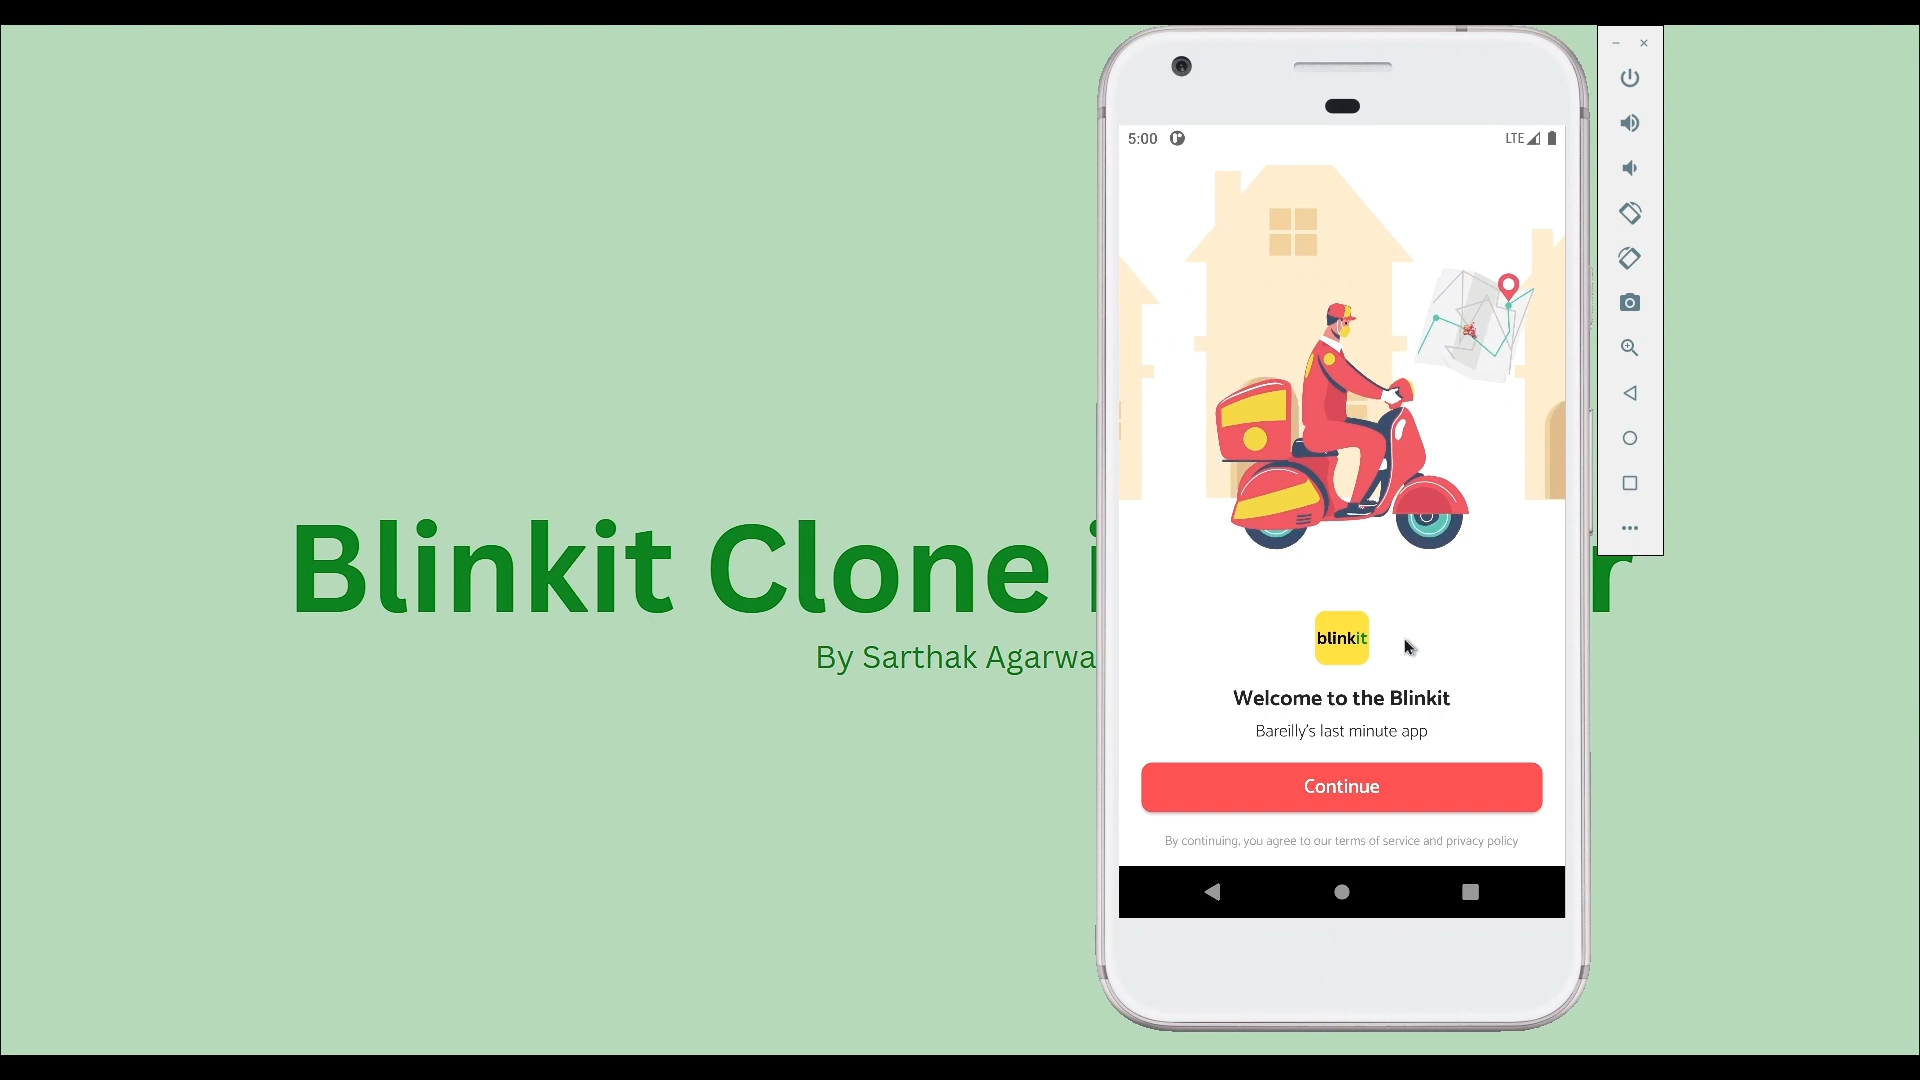 Blinkit Clone
By Sarthak Agarwa
5:00
LTE
blinkit
Welcome to the Blinkit
Bareilly's last minute app
Continue
By continuing, you agree to our terms of service and privacy policy